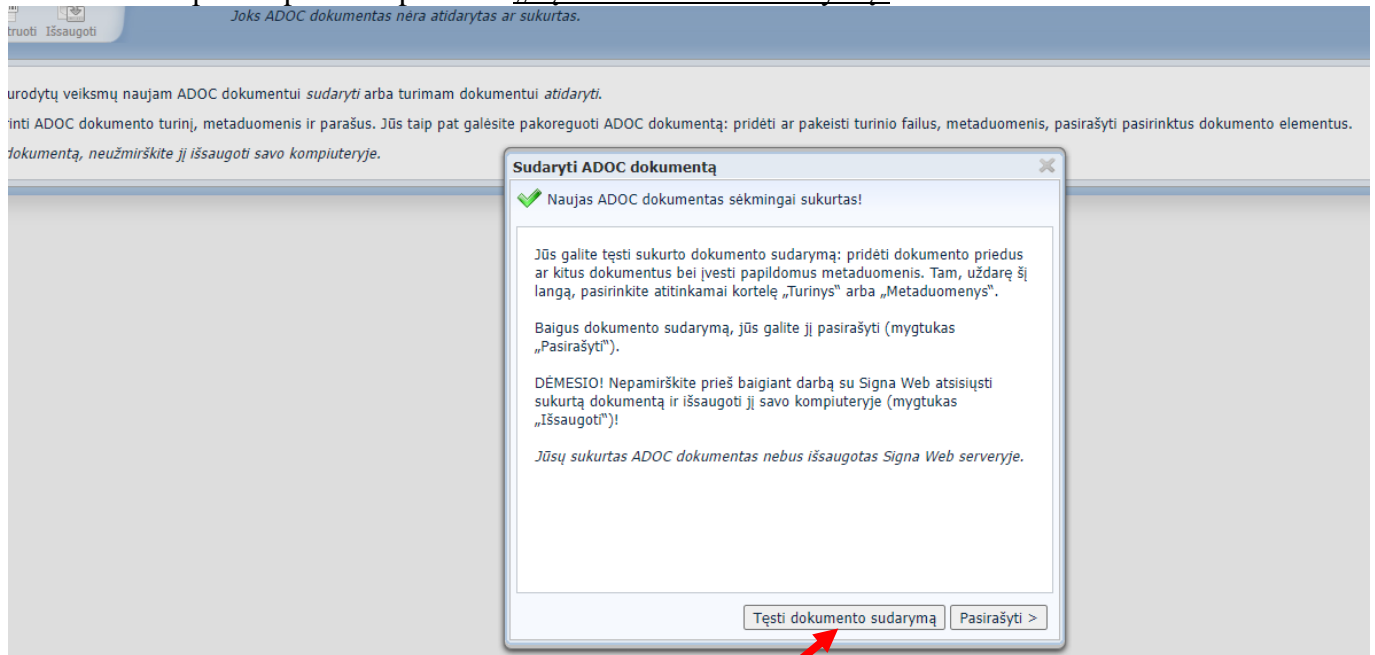 Joks ADOC dokumentas nėra atidarytas ar sukurtas.
truoti Išsaugoti
urodytų veiksmų naujam ADOC dokumentui sudaryti arba turimam dokumentui atidaryti.
rinti ADOC dokumento turinį, metaduomenis ir parašus. Jūs taip pat galėsite pakoreguoti ADOC dokumentą: pridėti ar pakeisti turinio failus, metaduomenis, pasirašyti pasirinktus dokumento elementus.
dokumentą, neužmirškite jį išsaugoti savo kompiuteryje.
Sudaryti ADOC dokumentą
Naujas ADOC dokumentas sėkmingai sukurtas!
Jūs galite tęsti sukurto dokumento sudarymą: pridėti dokumento priedus
ar kitus dokumentus bei įvesti papildomus metaduomenis. Tam, uždarę šį
langą, pasirinkite atitinkamai kortelę „Turinys“ arba „Metaduomenys“.
Baigus dokumento sudarymą, jūs galite jį pasirašyti (mygtukas
„Pasirašyti“).
DĖMESIO! Nepamirškite prieš baigiant darbą su Signa Web atsisiųsti
sukurtą dokumentą ir išsaugoti jį savo kompiuteryje (mygtukas
„Išsaugoti“)!
Jūsų sukurtas ADOC dokumentas nebus išsaugotas Signa Web serveryje.
Tęsti dokumento sudarymą Pasirašyti >